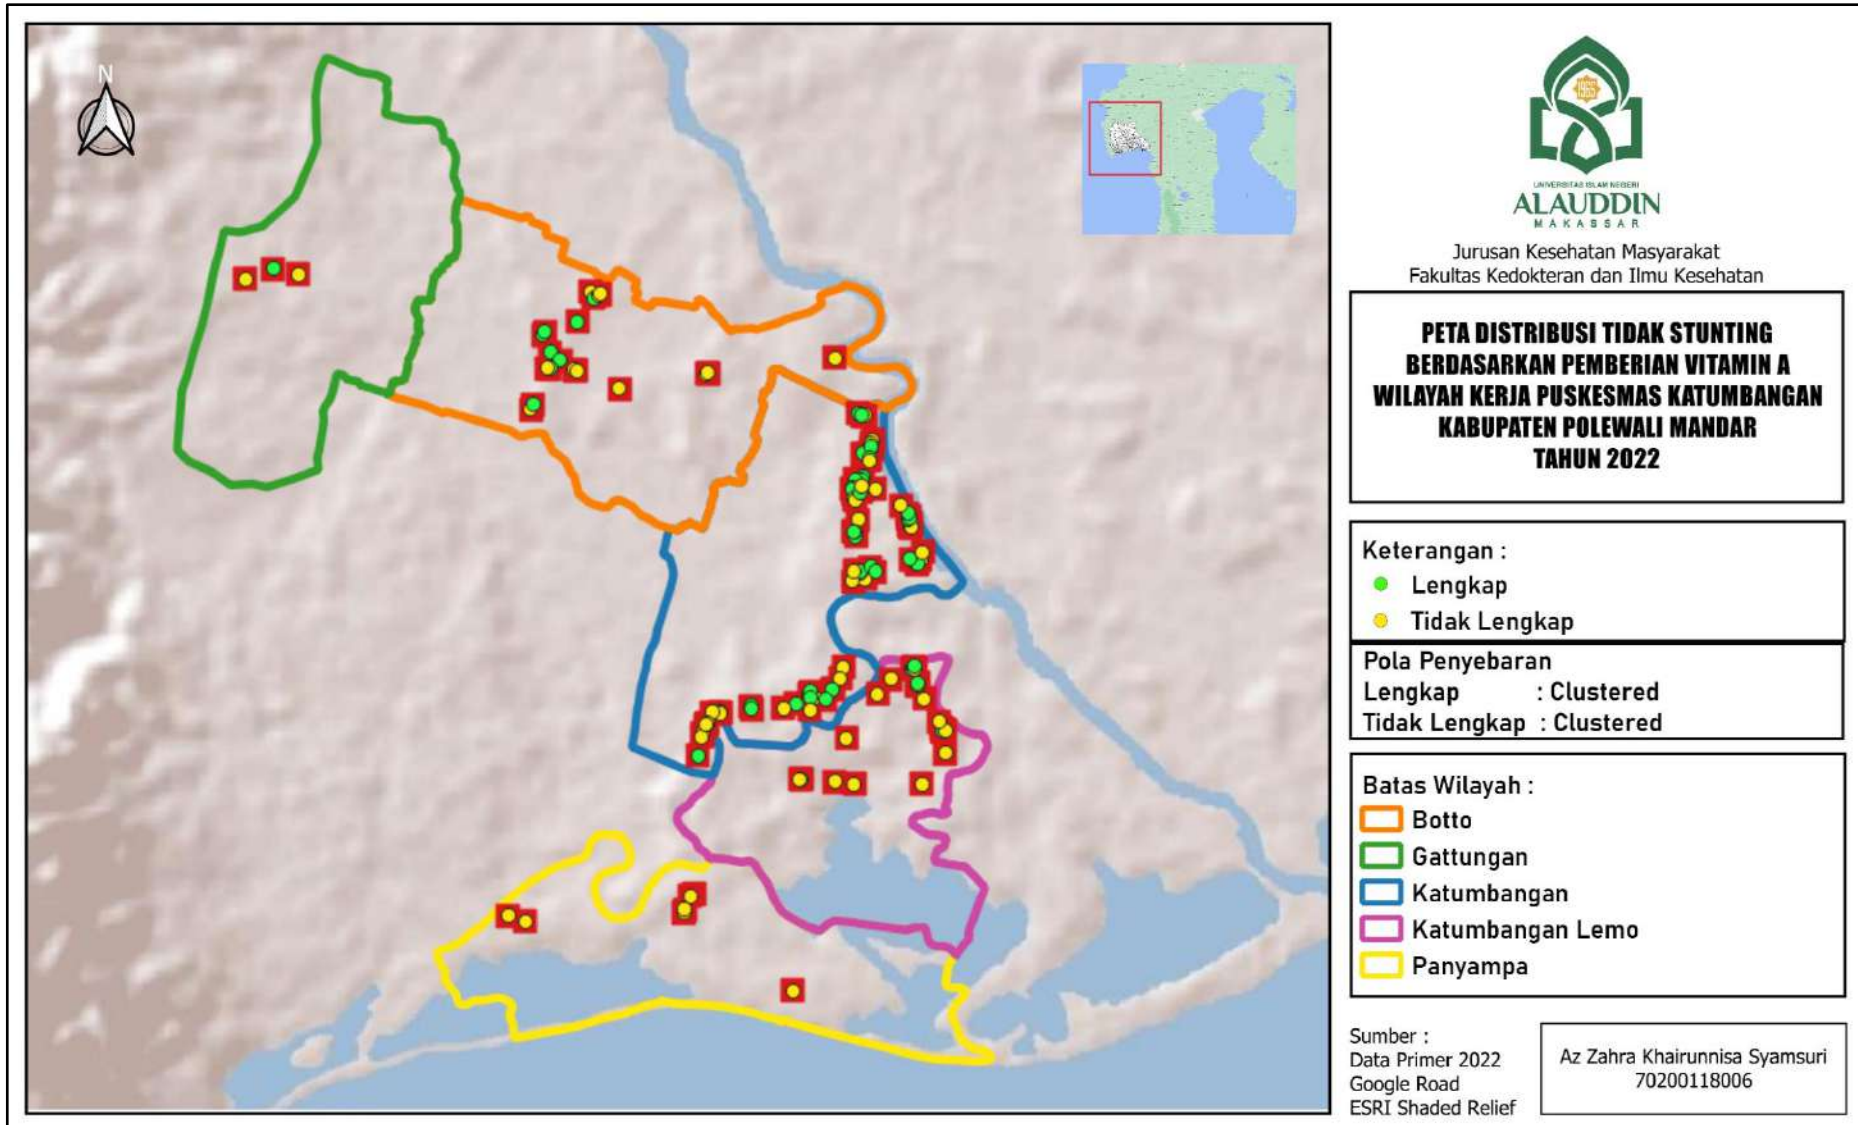 N
1965
UNIVERSITAS ISLAM NEGERI
ALAUDDIN
MAKASSAR
Jurusan Kesehatan Masyarakat
Fakultas Kedokteran dan Ilmu Kesehatan
PETA DISTRIBUSI TIDAK STUNTING
BERDASARKAN PEMBERIAN VITAMIN A
WILAYAH KERJA PUSKESMAS KATUMBANGAN
KABUPATEN POLEWALI MANDAR
TAHUN 2022
Keterangan :
Lengkap
Tidak Lengkap
Pola Penyebaran
Lengkap : Clustered
Tidak Lengkap : Clustered
Batas Wilayah :
Botto
Gattungan
Katumbangan
Katumbangan Lemo
Panyampa
Sumber :
Data Primer 2022
Google Road
ESRI Shaded Relief
Az Zahra Khairunnisa Syamsuri
70200118006